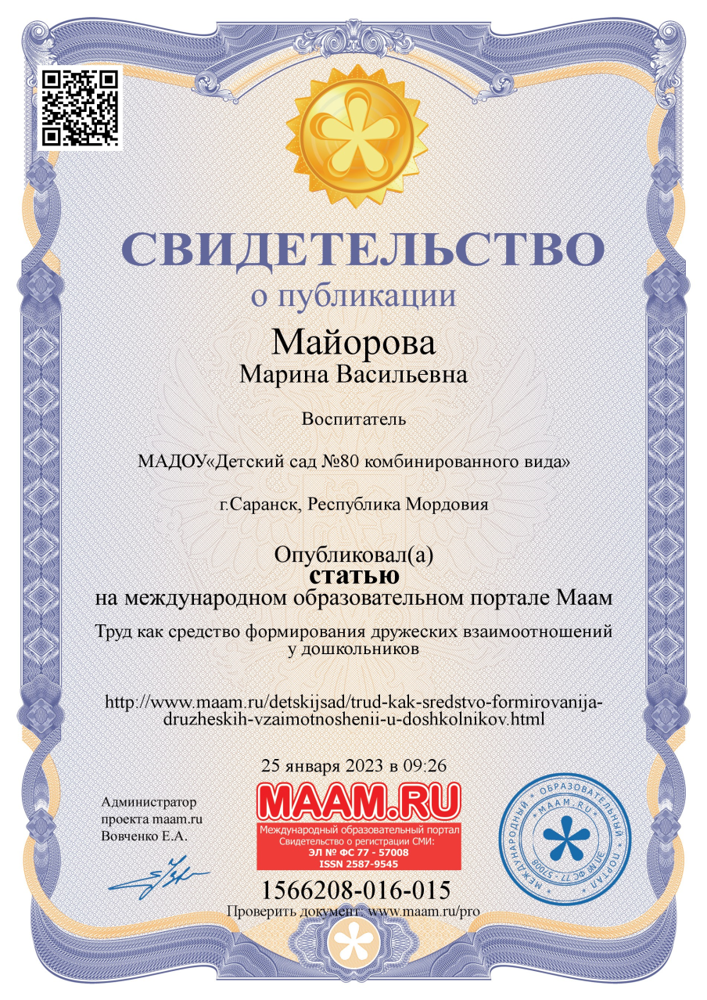 СВИДЕТЕЛЬСТВО
о публикации
Майорова
Марина Васильевна
Воспитатель
МАДОУ«Детский сад №80 комбинированного вида»
г.Саранск, Республика Мордовия
Опубликовал(а)
статью
на международном образовательном портале Маам
Труд как средство формирования дружеских взаимоотношений
у дошкольников
http://www.maam.ru/detskijsad/trud-kak-sredstvo-formirovanija-
druzheskih-vzaimotnoshenii-u-doshkolnikov.html
25 января 2023 в 09:26
Администратор
проекта maam.ru
Вовченко Е.А.
MAAM.RU
Международный образовательный портал
Свидетельство о регистрации СМИ:
ЭЛ № ФС 77 - 57008
ISSN 2587-9545
1566208-016-015
Проверить документ: www.maam.ru/pro
* МЕЖДУНАРОДНЫЙ * ОБРАЗОВАТЕЛЬНЫЙ * ПОРТАЛ *
* MAAM.RU *
ЭЛ № ФС 77 - 57008